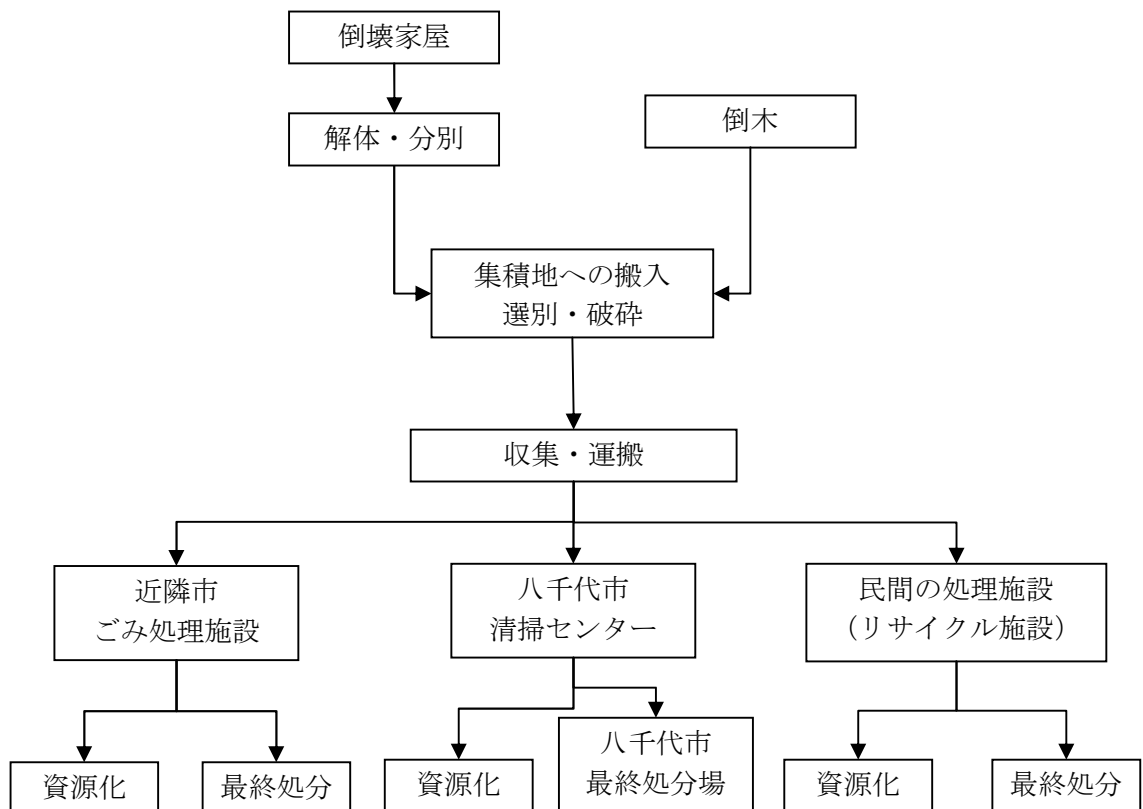 倒壊家屋
解体・分別
倒木
集積地への搬入
選別・破砕
収集・運搬
近隣市
ごみ処理施設
八千代市
清掃センター
民間の処理施設
（リサイクル施設）
資源化
最終処分
資源化
八千代市
最終処分場
資源化
最終処分